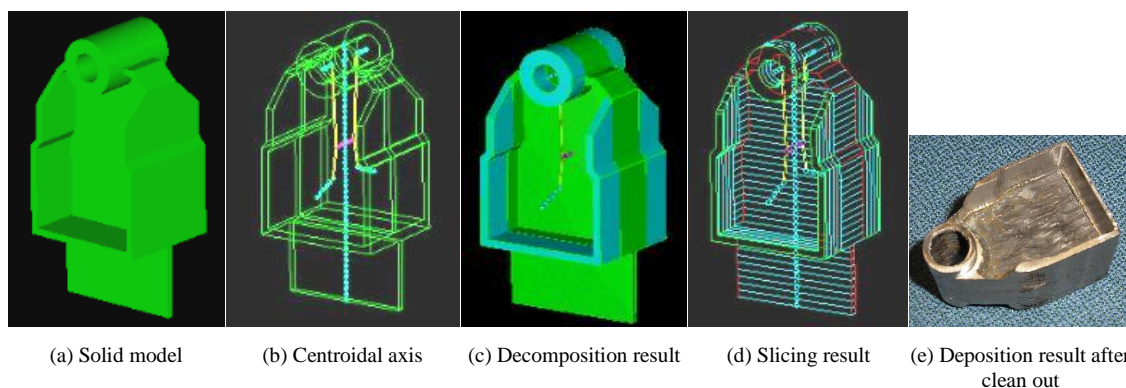 (a) Solid model
(b) Centroidal axis
(c) Decomposition result
(d) Slicing result
(e) Deposition result after
clean out